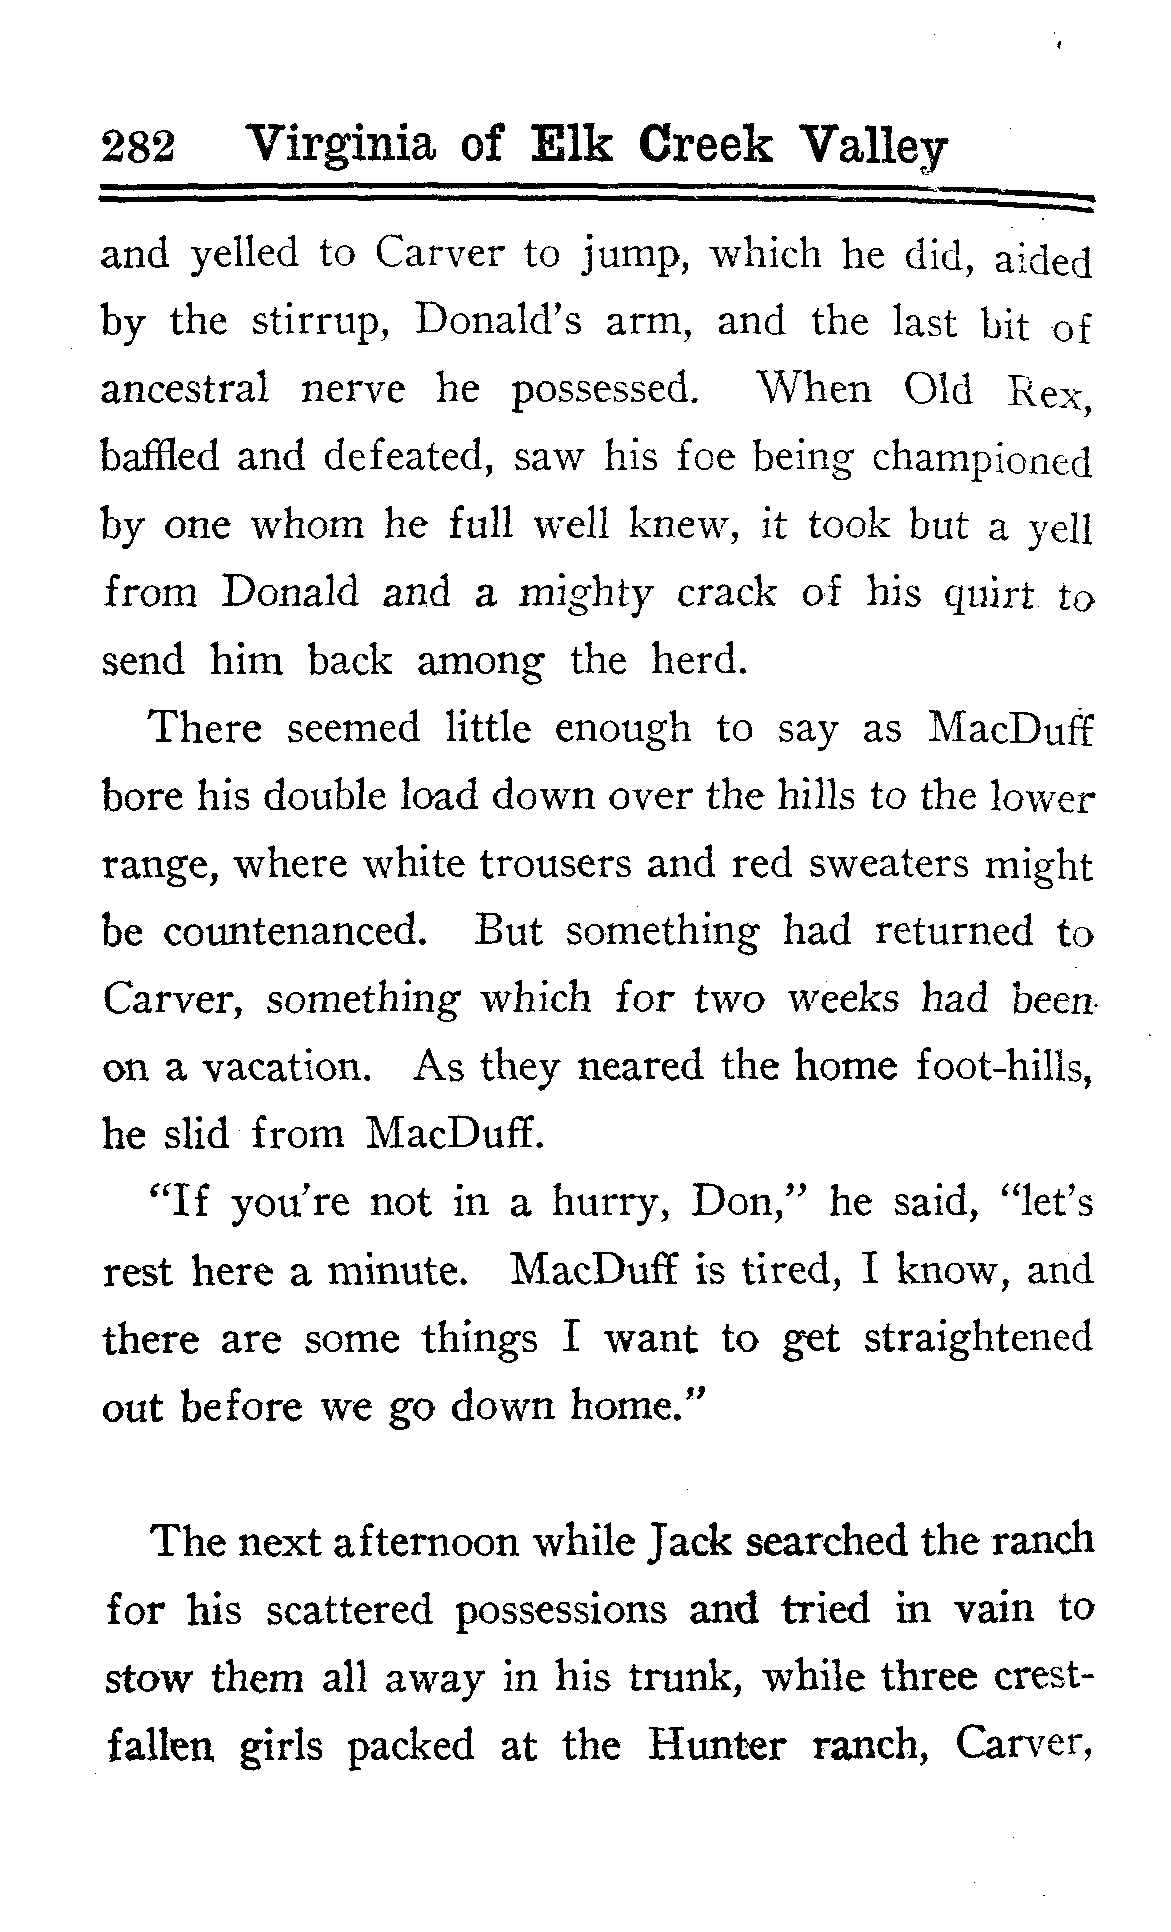 282 Virginia of Elk Creek Valley
and yelled to Carver to jump, which he did, aided
by the stirrup, Donald's arm, and the last bit of
ancestral nerve he possessed. When Old Rex,
baffled and defeated, saw his foe being championed
by one whom he full well knew, it took but a yell
from Donald and a mighty crack of his quirt to
send him back among the herd.
There seemed little enough to say as MacDuff
bore his double load down over the hills to the lower
range, where white trousers and red sweaters might
be countenanced. But something had returned to
Carver, something which for two weeks had been
on a vacation. As they neared the home foot-hills,
he slid from MacDuff.
"If you're not in a hurry, Don," he said, "let's
rest here a minute. MacDuff is tired, I know, and
there are some things I want to get straightened
out before we go down home."
The next afternoon while Jack searched the ranch
for his scattered possessions and tried in vain to
stow them all away in his trunk, while three crest-
fallen girls packed at the Hunter ranch, Carver,